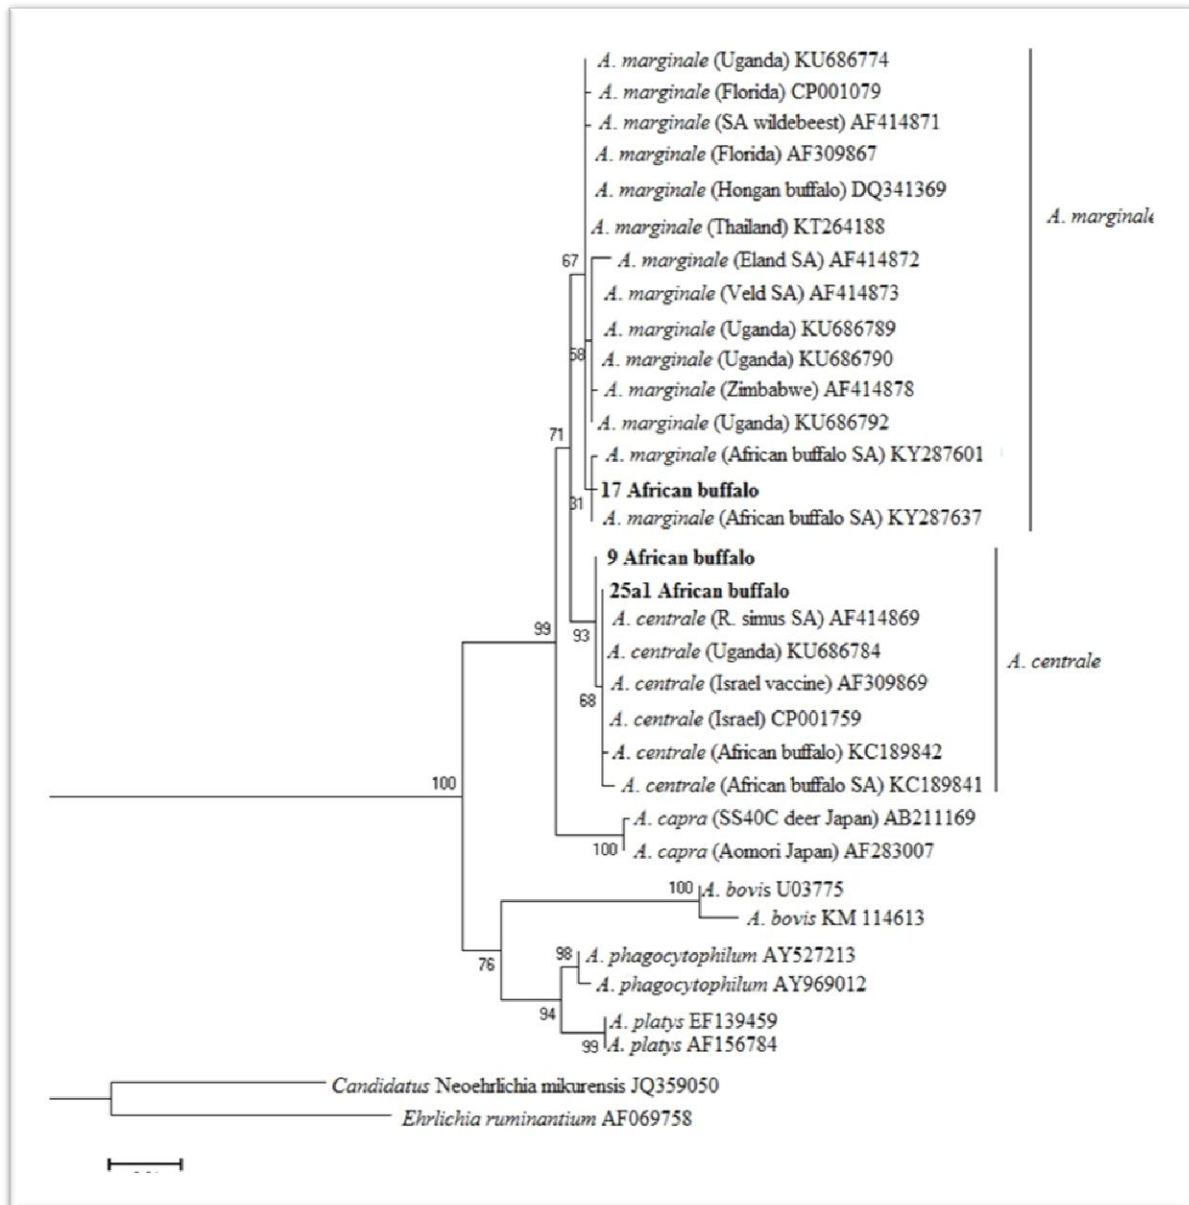 A. marginale (Uganda) KU686774
A. marginale (Florida) CP001079
A. marginale (SA wildebeest) AF414871
A. marginale (Florida) AF309867
A. marginale (Hongan buffalo) DQ341369
A. marginale
A. marginale (Thailand) KT264188
67
A. marginale (Eland SA) AF414872
A. marginale (Veld SA) AF414873
A. marginale (Uganda) KU686789
58
A. marginale (Uganda) KU686790
A. marginale (Zimbabwe) AF414878
A. marginale (Uganda) KU686792
71
A. marginale (African buffalo SA) KY287601
17 African buffalo
31
A. marginale (African buffalo SA) KY287637
9 African buffalo
25a1 African buffalo
A. centrale (R. simus SA) AF414869
99
93
A. centrale (Uganda) KU686784
A. centrale
A. centrale (Israel vaccine) AF309869
68
A. centrale (Israel) CP001759
A. centrale (African buffalo) KC189842
100
A. centrale (African buffalo SA) KC189841
A. capra (SS40C deer Japan) AB211169
100
A. capra (Aomori Japan) AF283007
100
A. bovis U03775
A. bovis KM 114613
98
A. phagocytophilum AY527213
76
A. phagocytophilum AY969012
94
A. platys EF139459
99
A. platys AF156784
Candidatus Neoehrlichia mikurensis JQ359050
Ehrlichia ruminantium AF069758